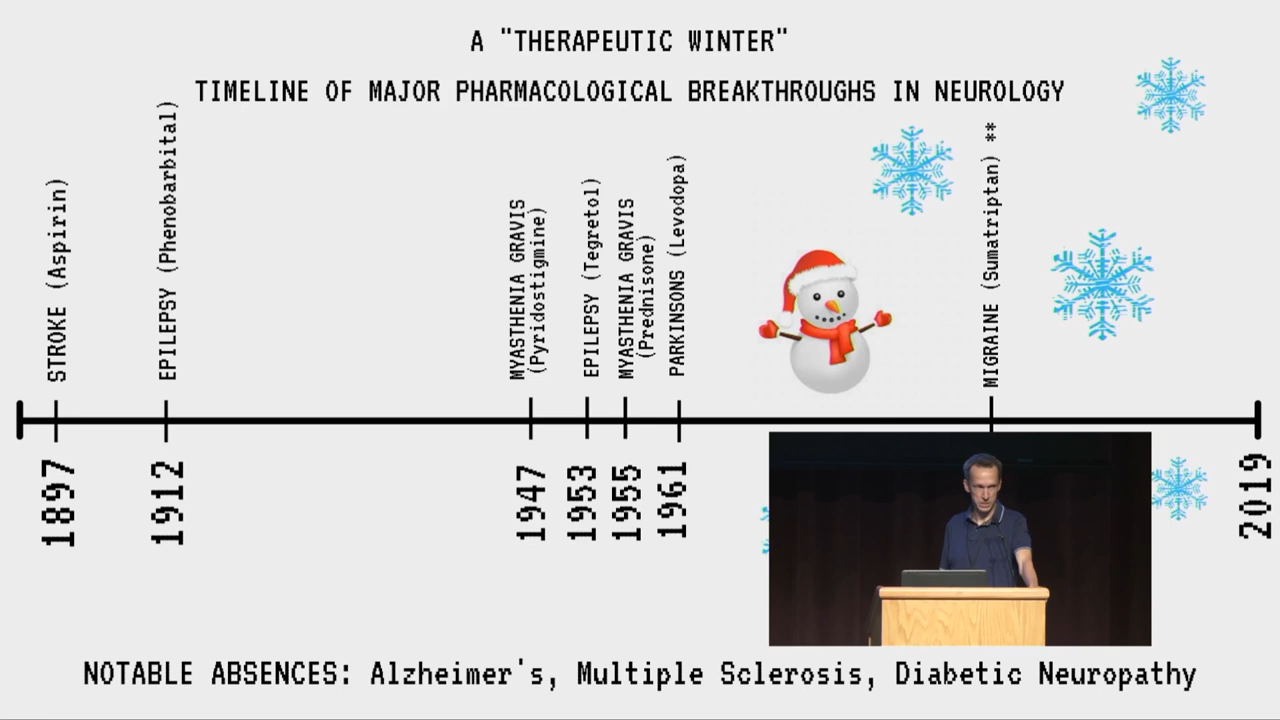 A "THERAPEUTIC WINTER"
TIMELINE OF MAJOR PHARMACOLOGICAL BREAKTHROUGHS IN NEUROLOGY
STROKE (Aspirin)
EPILEPSY (Phenobarbital)
MYASTHENIA GRAVIS
(Pyridostigmine)
EPILEPSY (Tegretol)
MYASTHENIA GRAVIS
(Prednisone)
PARKINSONS (Levodopa)
MIGRAINE (Sumatriptan) **
1897
1912
1947
1953
1955
1961
2019
NOTABLE ABSENCES: Alzheimer's, Multiple Sclerosis, Diabetic Neuropathy